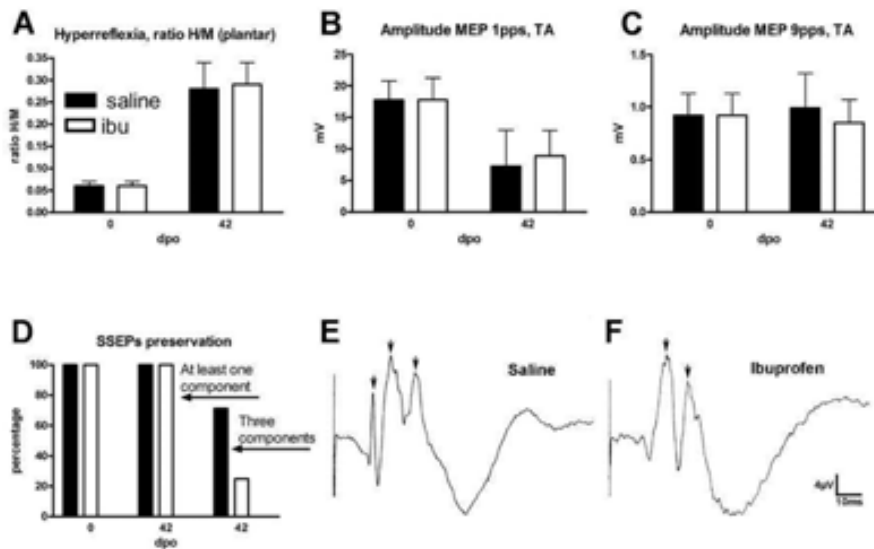 A
Hyperreflexia, ratio H/M (plantar)
ratio H/M
0.35
0.30
0.25
0.20
0.15
0.10
0.05
0.00
saline
ibu
0
42
dpo
B
Amplitude MEP 1pps, TA
mV
25
20
15
10
5
0
0
42
dpo
C
Amplitude MEP 9pps, TA
mV
1.5
1.0
0.5
0.0
0
42
dpo
D
SSEPs preservation
percentage
100
80
60
40
20
0
At least one
component
Three
components
0
42
42
dpo
E
Saline
F
Ibuprofen
4µV
10ms